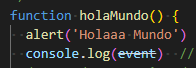 function holaMundo() {
alert('Holaaa Mundo')
console.log(event) //